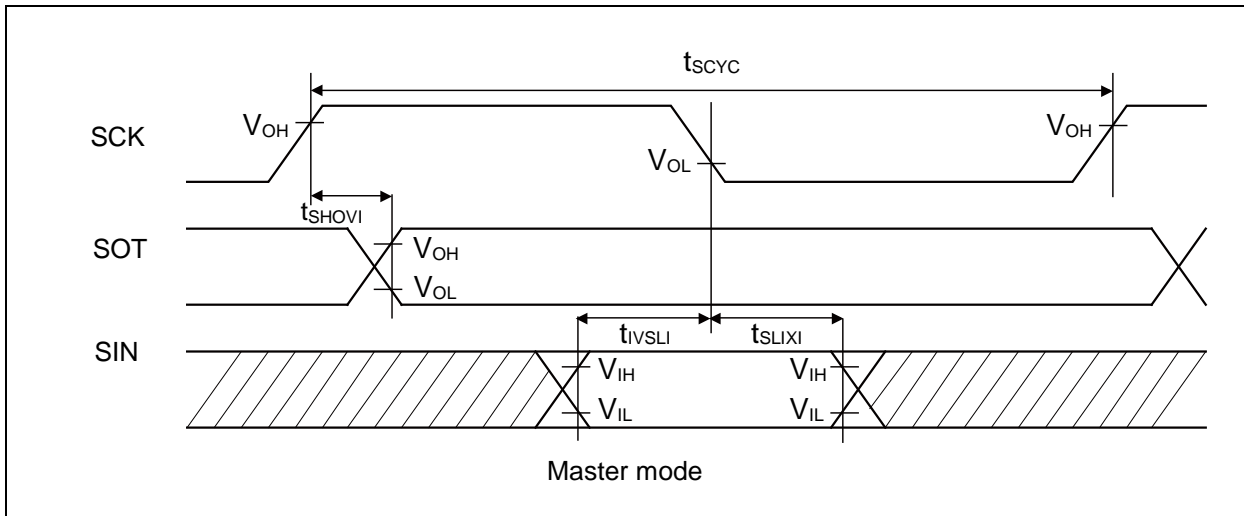 tSCYC
SCK VOH VOL VOH
tSHOVI
SOT VOH
VOL
tIVSLI tSLIXI
SIN VIH VIH
VIL VIL
Master mode